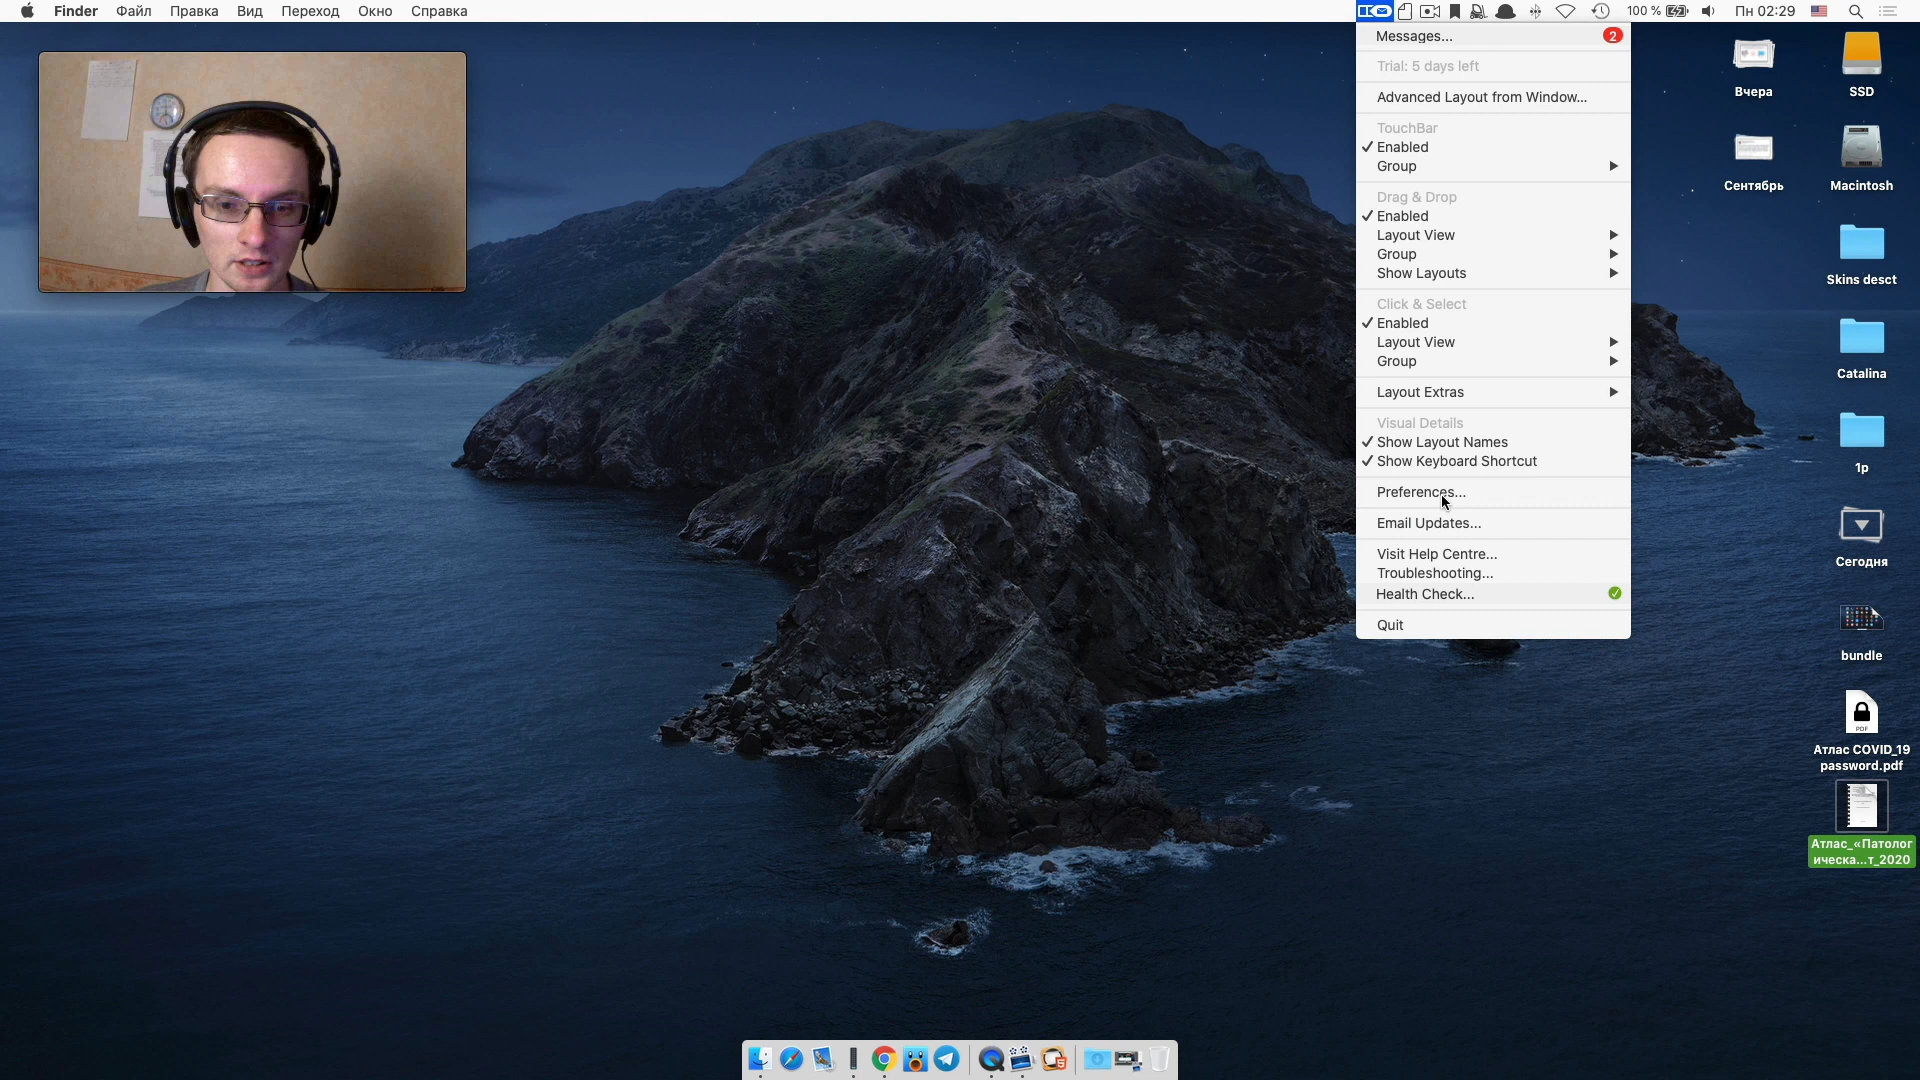 Finder Файл Правка Вид Переход Окно Справка
100 % Пн 02:29
Messages... 2
Trial: 5 days left
Advanced Layout from Window...
TouchBar
Enabled
Group
Drag & Drop
Enabled
Layout View
Group
Show Layouts
Click & Select
Enabled
Layout View
Group
Layout Extras
Visual Details
Show Layout Names
Show Keyboard Shortcut
Preferences...
Email Updates...
Visit Help Centre...
Troubleshooting...
Health Check...
Quit
Вчера
SSD
Сентябрь
Macintosh
Skins desct
Catalina
1p
Сегодня
bundle
PDF
Атлас COVID_19
password.pdf
Атлас_«Патолог
ическа...т_2020